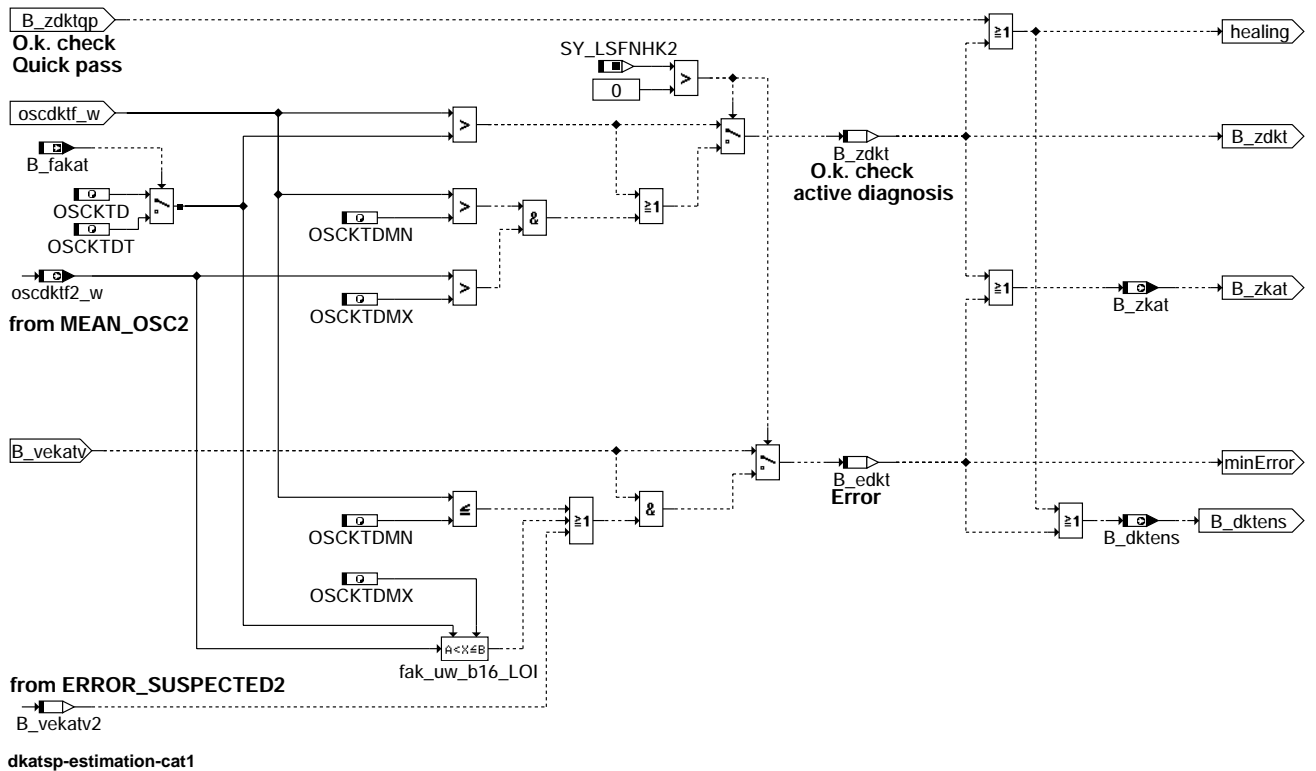 B_zdktqp
O.k. check
Quick pass
≥1
healing
SY_LSFNHK2
0
>
oscdktf_w
>
B_zdkt
O.k. check
active diagnosis
B_zdkt
B_fakat
OSCKTD
OSCKTDT
>
OSCKTDMN
&
≥1
oscdktf2_w
from MEAN_OSC2
>
OSCKTDMX
≥1
B_zkat
B_zkat
B_vekatv
B_edkt
Error
minError
≤
OSCKTDMN
≥1
&
≥1
B_dktens
B_dktens
OSCKTDMX
A<X≤B
fak_uw_b16_LOI
from ERROR_SUSPECTED2
B_vekatv2
dkatsp-estimation-cat1